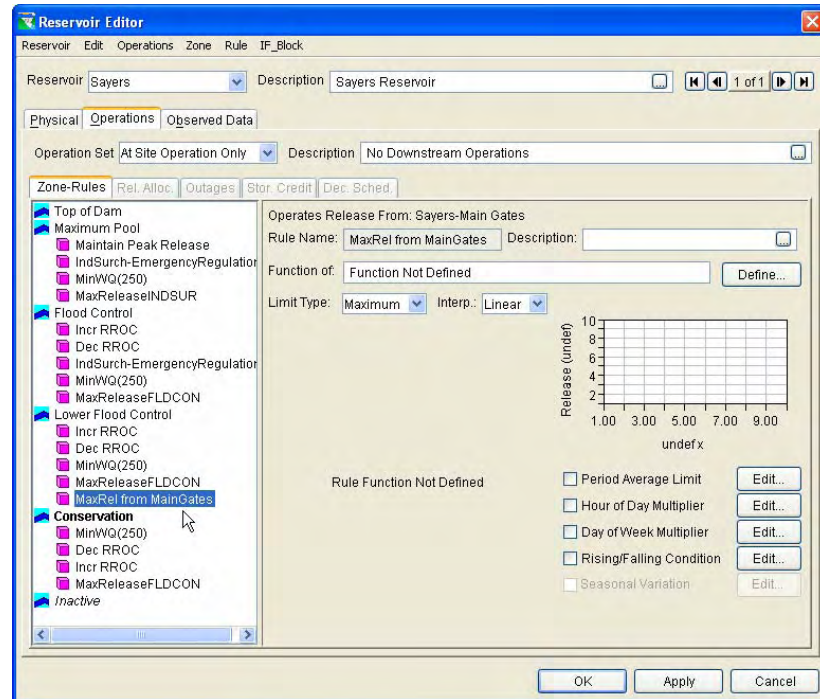 Reservoir Editor
Reservoir Edit Operations Zone Rule IF_Block
Reservoir Sayers Description Sayers Reservoir ... 1 of 1
Physical Operations Observed Data
Operation Set At Site Operation Only Description No Downstream Operations ...
Zone-Rules Rel. Alloc. Outages Stor. Credit Dec. Sched.
Top of Dam
Maximum Pool
Maintain Peak Release
IndSurch-EmergencyRegulation
MinWQ(250)
MaxReleaseINDSUR
Flood Control
Incr RROC
Dec RROC
IndSurch-EmergencyRegulation
MinWQ(250)
MaxReleaseFLDCON
Lower Flood Control
Incr RROC
Dec RROC
MinWQ(250)
MaxReleaseFLDCON
MaxRel from MainGates
Conservation
MinWQ(250)
Dec RROC
Incr RROC
MaxReleaseFLDCON
Inactive
Operates Release From: Sayers-Main Gates
Rule Name: MaxRel from MainGates Description: ...
Function of: Function Not Defined Define...
Limit Type: Maximum Interp.: Linear
Release (undef)
10
8
6
4
2
1.00 3.00 5.00 7.00 9.00
undef x
Rule Function Not Defined
Period Average Limit Edit...
Hour of Day Multiplier Edit...
Day of Week Multiplier Edit...
Rising/Falling Condition Edit...
Seasonal Variation Edit...
OK Apply Cancel